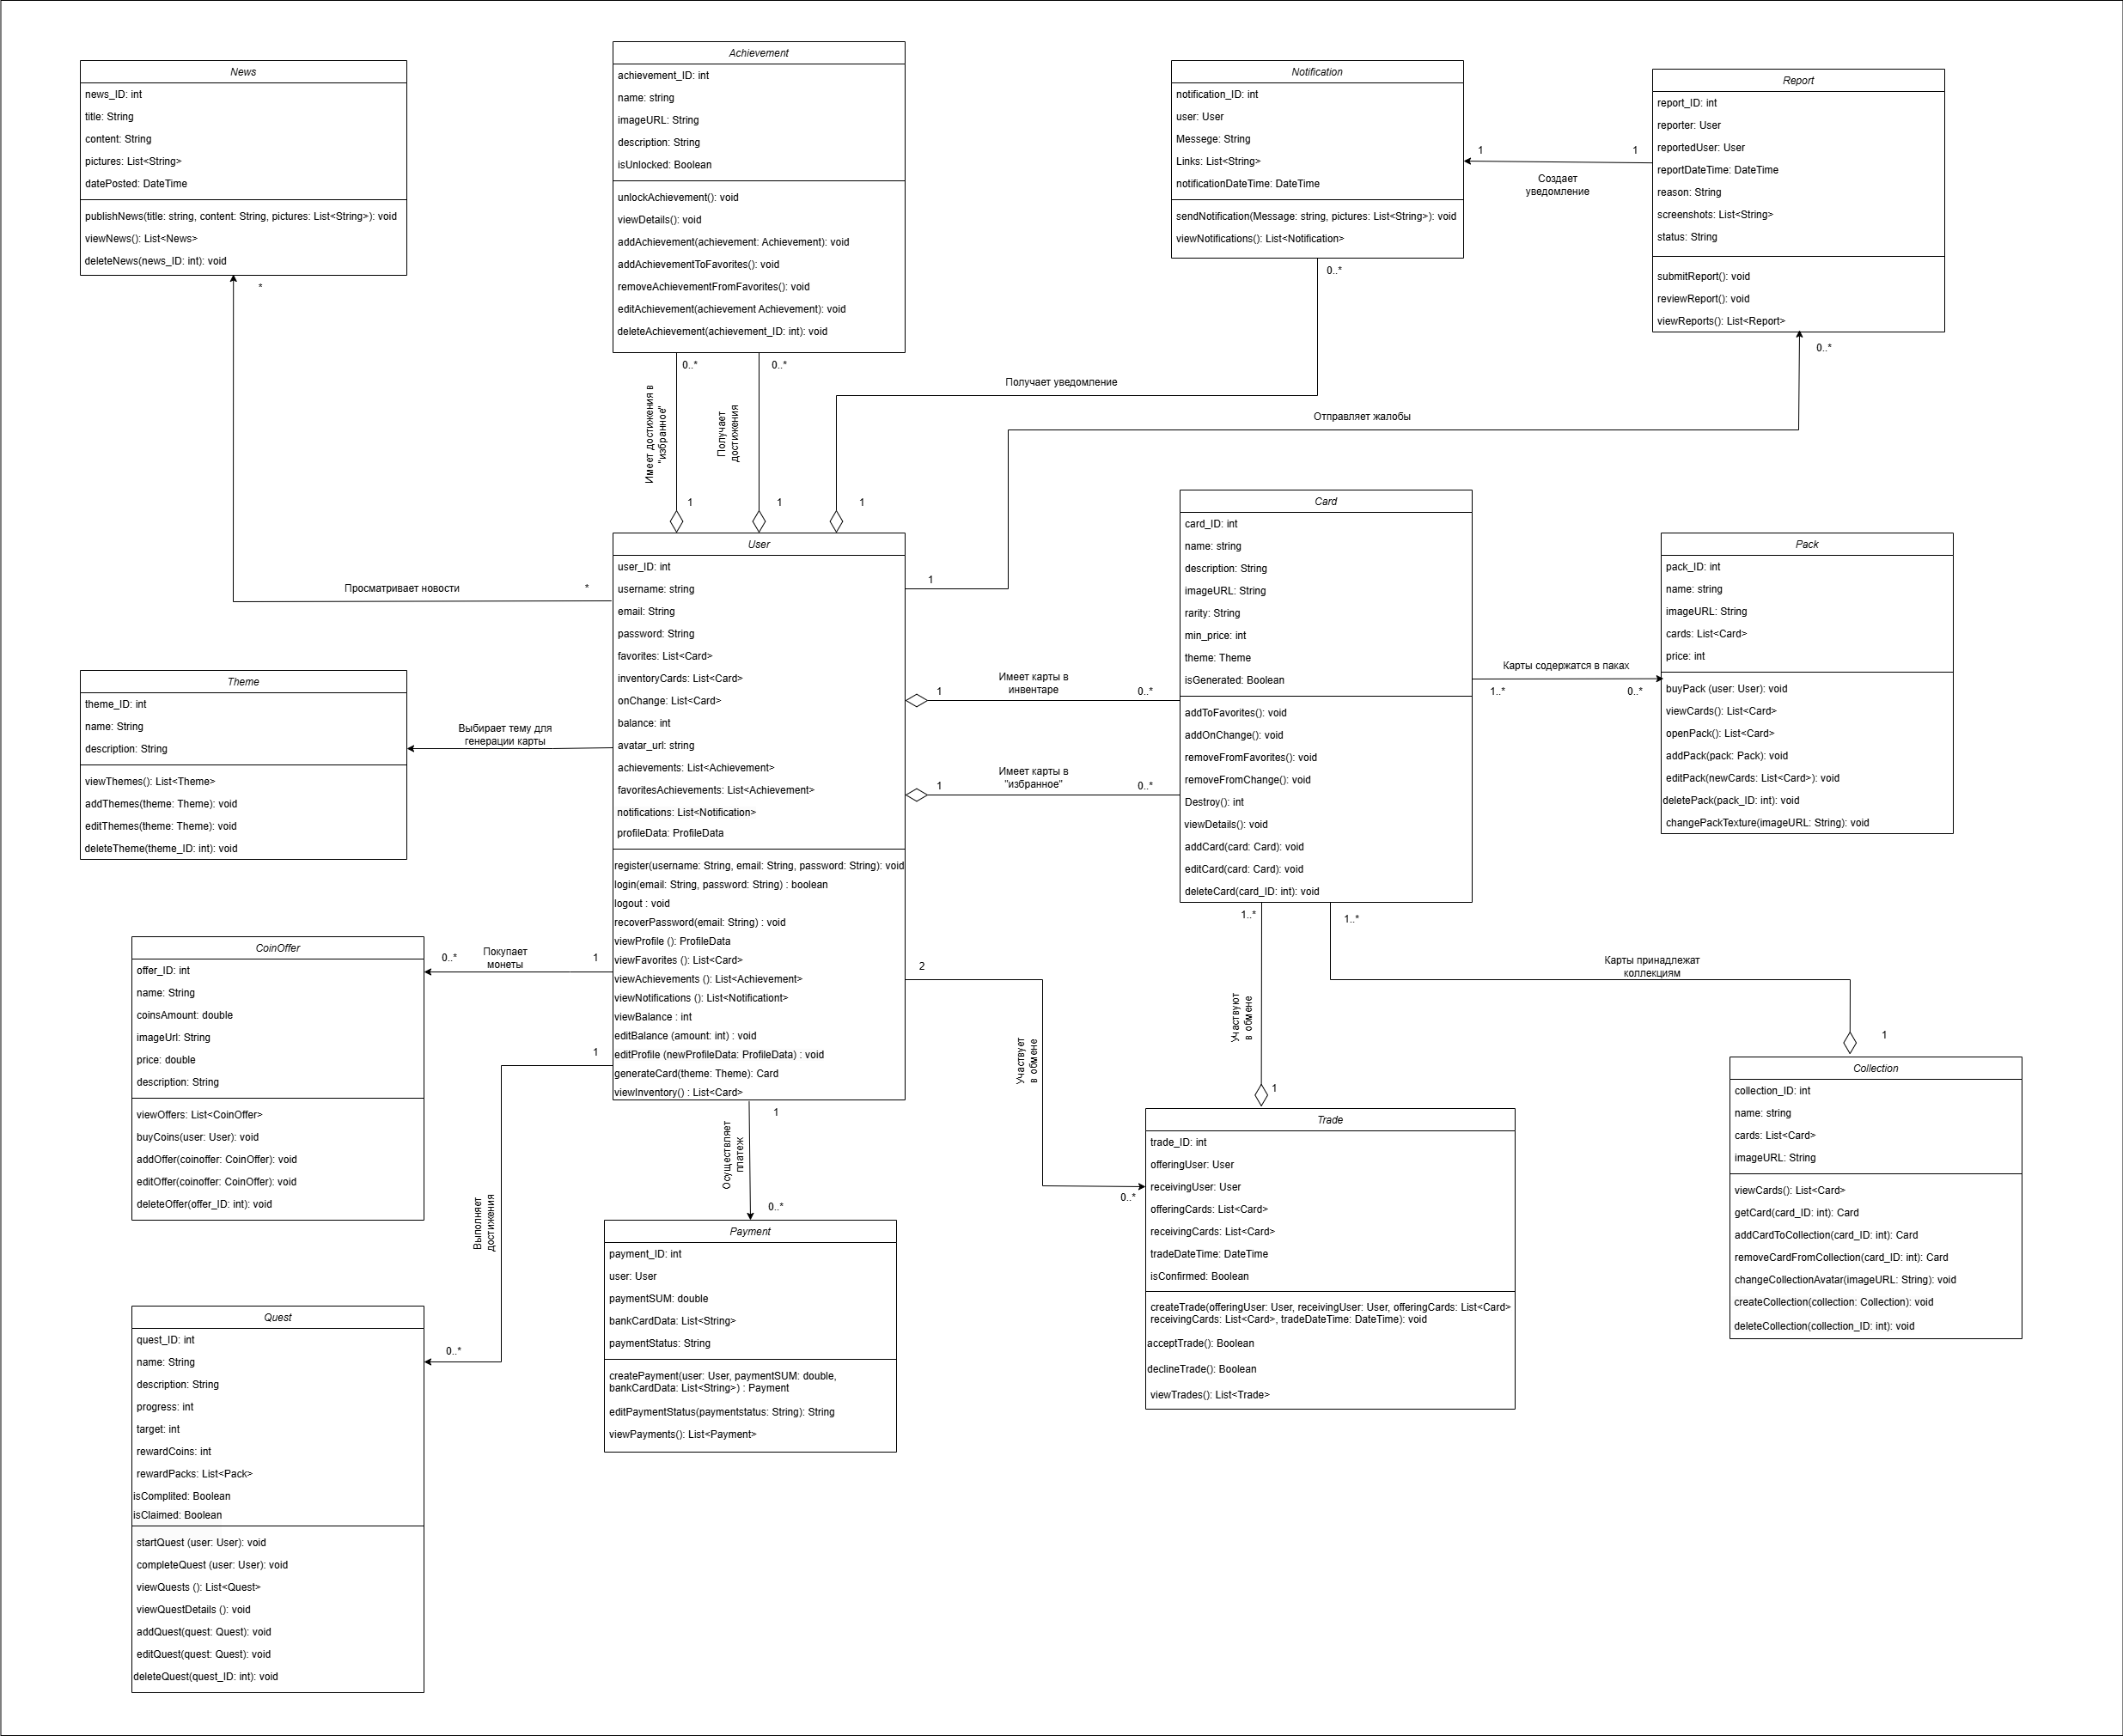 News
news_ID: int
title: String
content: String
pictures: List<String>
datePosted: DateTime
publishNews(title: string, content: String, pictures: List<String>): void
viewNews(): List<News>
deleteNews(news_ID: int): void
*
Achievement
achievement_ID: int
name: string
imageURL: String
description: String
isUnlocked: Boolean
unlockAchievement(): void
viewDetails(): void
addAchievement(achievement: Achievement): void
addAchievementToFavorites(): void
removeAchievementFromFavorites(): void
editAchievement(achievement Achievement): void
deleteAchievement(achievement_ID: int): void
0..*
0..*
Имеет достижения в
"избранное"
Получает
достижения
1
1
1
Notification
notification_ID: int
user: User
Messege: String
Links: List<String>
notificationDateTime: DateTime
sendNotification(Message: string, pictures: List<String>): void
viewNotifications(): List<Notification>
0..*
1
1
Создает
уведомление
Report
report_ID: int
reporter: User
reportedUser: User
reportDateTime: DateTime
reason: String
screenshots: List<String>
status: String
submitReport(): void
reviewReport(): void
viewReports(): List<Report>
0..*
Получает уведомление
Отправляет жалобы
1
Просматривает новости
*
User
user_ID: int
username: string
email: String
password: String
favorites: List<Card>
inventoryCards: List<Card>
onChange: List<Card>
balance: int
avatar_url: string
achievements: List<Achievement>
favoritesAchievements: List<Achievement>
notifications: List<Notification>
profileData: ProfileData
register(username: String, email: String, password: String): void
login(email: String, password: String) : boolean
logout : void
recoverPassword(email: String) : void
viewProfile (): ProfileData
viewFavorites (): List<Card>
viewAchievements (): List<Achievement>
viewNotifications (): List<Notificationt>
viewBalance : int
editBalance (amount: int) : void
editProfile (newProfileData: ProfileData) : void
generateCard(theme: Theme): Card
viewInventory() : List<Card>
Card
card_ID: int
name: string
description: String
imageURL: String
rarity: String
min_price: int
theme: Theme
isGenerated: Boolean
addToFavorites(): void
addOnChange(): void
removeFromFavorites(): void
removeFromChange(): void
Destroy(): int
viewDetails(): void
addCard(card: Card): void
editCard(card: Card): void
deleteCard(card_ID: int): void
Имеет карты в
инвентаре
1
0..*
Имеет карты в
"избранное"
1
0..*
Карты содержатся в паках
1..*
0..*
Pack
pack_ID: int
name: string
imageURL: String
cards: List<Card>
price: int
buyPack (user: User): void
viewCards(): List<Card>
openPack(): List<Card>
addPack(pack: Pack): void
editPack(newCards: List<Card>): void
deletePack(pack_ID: int): void
changePackTexture(imageURL: String): void
Theme
theme_ID: int
name: String
description: String
viewThemes(): List<Theme>
addThemes(theme: Theme): void
editThemes(theme: Theme): void
deleteTheme(theme_ID: int): void
Выбирает тему для
генерации карты
CoinOffer
offer_ID: int
name: String
coinsAmount: double
imageUrl: String
price: double
description: String
viewOffers: List<CoinOffer>
buyCoins(user: User): void
addOffer(coinoffer: CoinOffer): void
editOffer(coinoffer: CoinOffer): void
deleteOffer(offer_ID: int): void
0..*
Покупает
монеты
1
1
Выполняет
достижения
0..*
1
Осуществляет
платеж
0..*
2
Участвует
в обмене
0..*
1..*
Участвуют
в обмене
1
1..*
Карты принадлежат
коллекциям
1
Quest
quest_ID: int
name: String
description: String
progress: int
target: int
rewardCoins: int
rewardPacks: List<Pack>
isComplited: Boolean
isClaimed: Boolean
startQuest (user: User): void
completeQuest (user: User): void
viewQuests (): List<Quest>
viewQuestDetails (): void
addQuest(quest: Quest): void
editQuest(quest: Quest): void
deleteQuest(quest_ID: int): void
Payment
payment_ID: int
user: User
paymentSUM: double
bankCardData: List<String>
paymentStatus: String
createPayment(user: User, paymentSUM: double,
bankCardData: List<String>) : Payment
editPaymentStatus(paymentstatus: String): String
viewPayments(): List<Payment>
Trade
trade_ID: int
offeringUser: User
receivingUser: User
offeringCards: List<Card>
receivingCards: List<Card>
tradeDateTime: DateTime
isConfirmed: Boolean
createTrade(offeringUser: User, receivingUser: User, offeringCards: List<Card>
receivingCards: List<Card>, tradeDateTime: DateTime): void
acceptTrade(): Boolean
declineTrade(): Boolean
viewTrades(): List<Trade>
Collection
collection_ID: int
name: string
cards: List<Card>
imageURL: String
viewCards(): List<Card>
getCard(card_ID: int): Card
addCardToCollection(card_ID: int): Card
removeCardFromCollection(card_ID: int): Card
changeCollectionAvatar(imageURL: String): void
createCollection(collection: Collection): void
deleteCollection(collection_ID: int): void